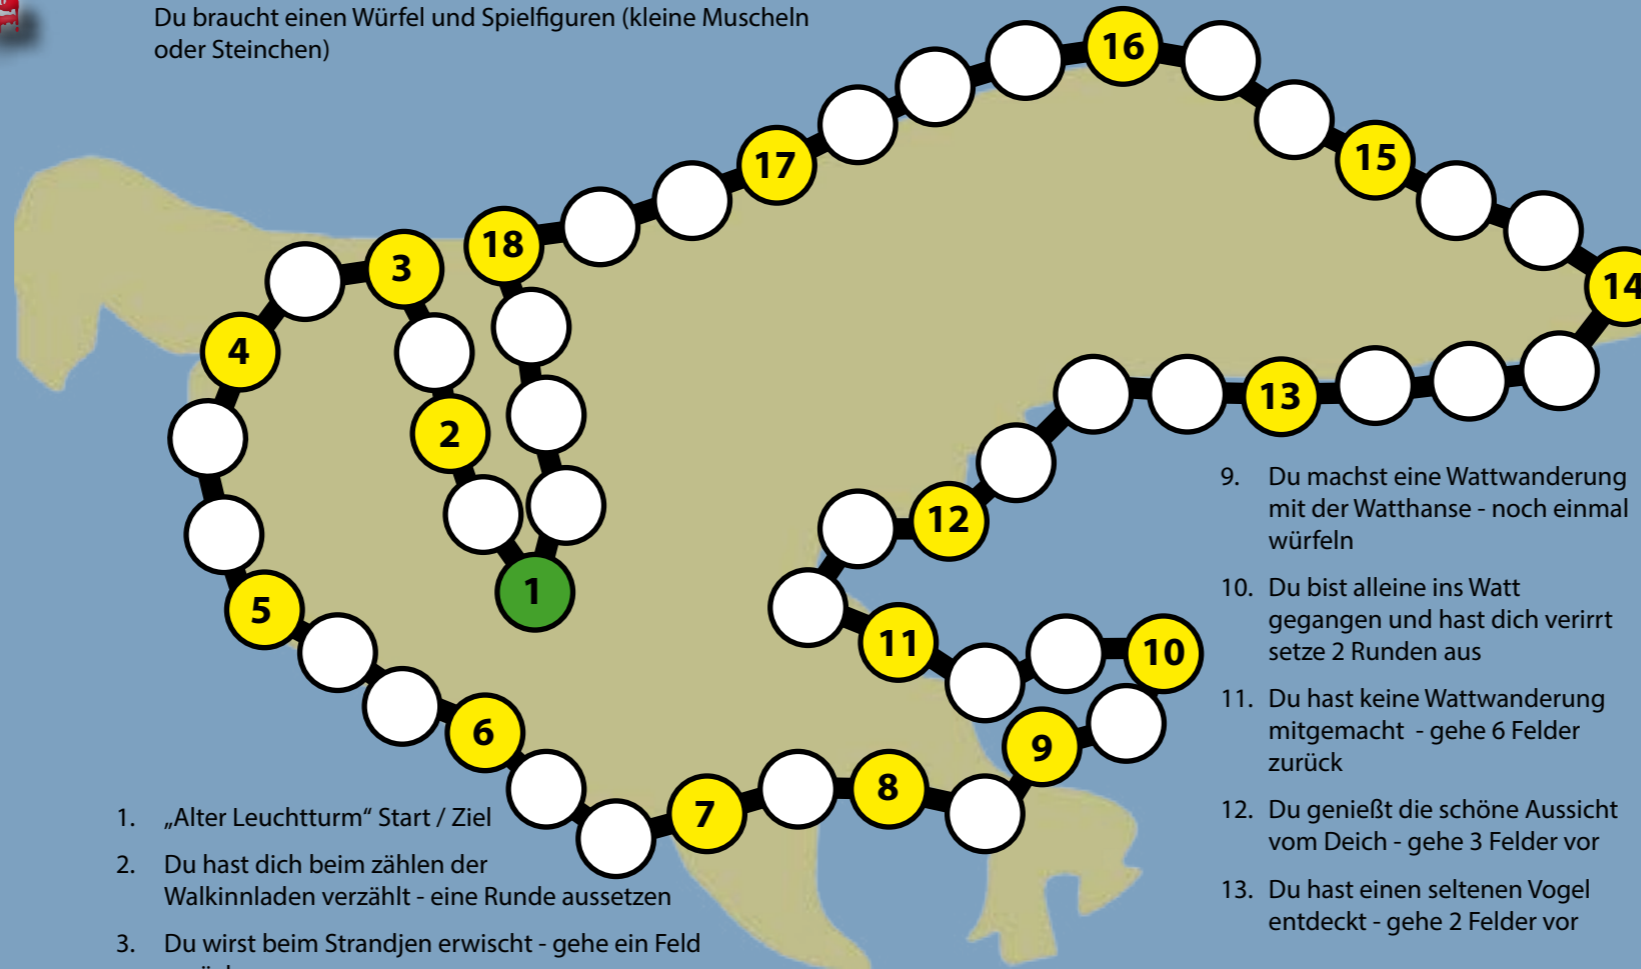 Du braucht einen Würfel und Spielfiguren (kleine Muscheln
oder Steinchen)
16
17
15
18
3
14
4
13
2
12
1
5
11
10
6
9
8
7
1. „Alter Leuchtturm“ Start / Ziel
2. Du hast dich beim zählen der
Walkinnladen verzählt - eine Runde aussetzen
3. Du wirst beim Strandjen erwischt - gehe ein Feld
9. Du machst eine Wattwanderung
mit der Watthanse - noch einmal
würfeln
10. Du bist alleine ins Watt
gegangen und hast dich verirrt
setze 2 Runden aus
11. Du hast keine Wattwanderung
mitgemacht - gehe 6 Felder
zurück
12. Du genießt die schöne Aussicht
vom Deich - gehe 3 Felder vor
13. Du hast einen seltenen Vogel
entdeckt - gehe 2 Felder vor